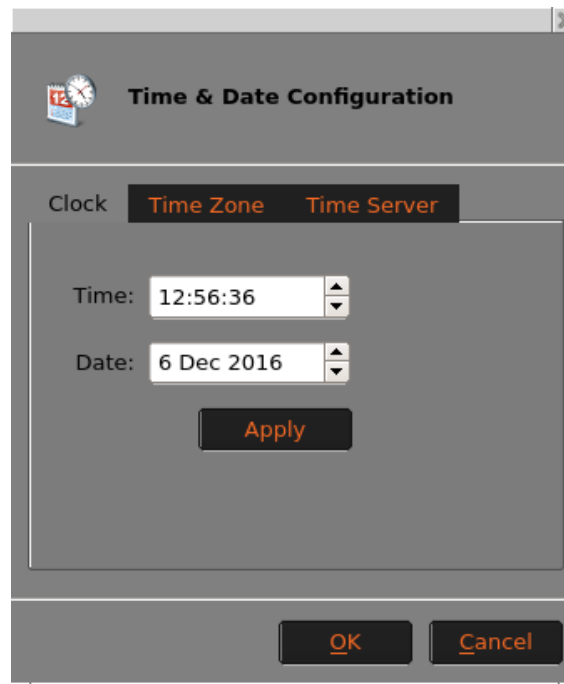 12
Time & Date Configuration
Clock Time Zone Time Server
Time: 12:56:36
Date: 6 Dec 2016
Apply
OK Cancel